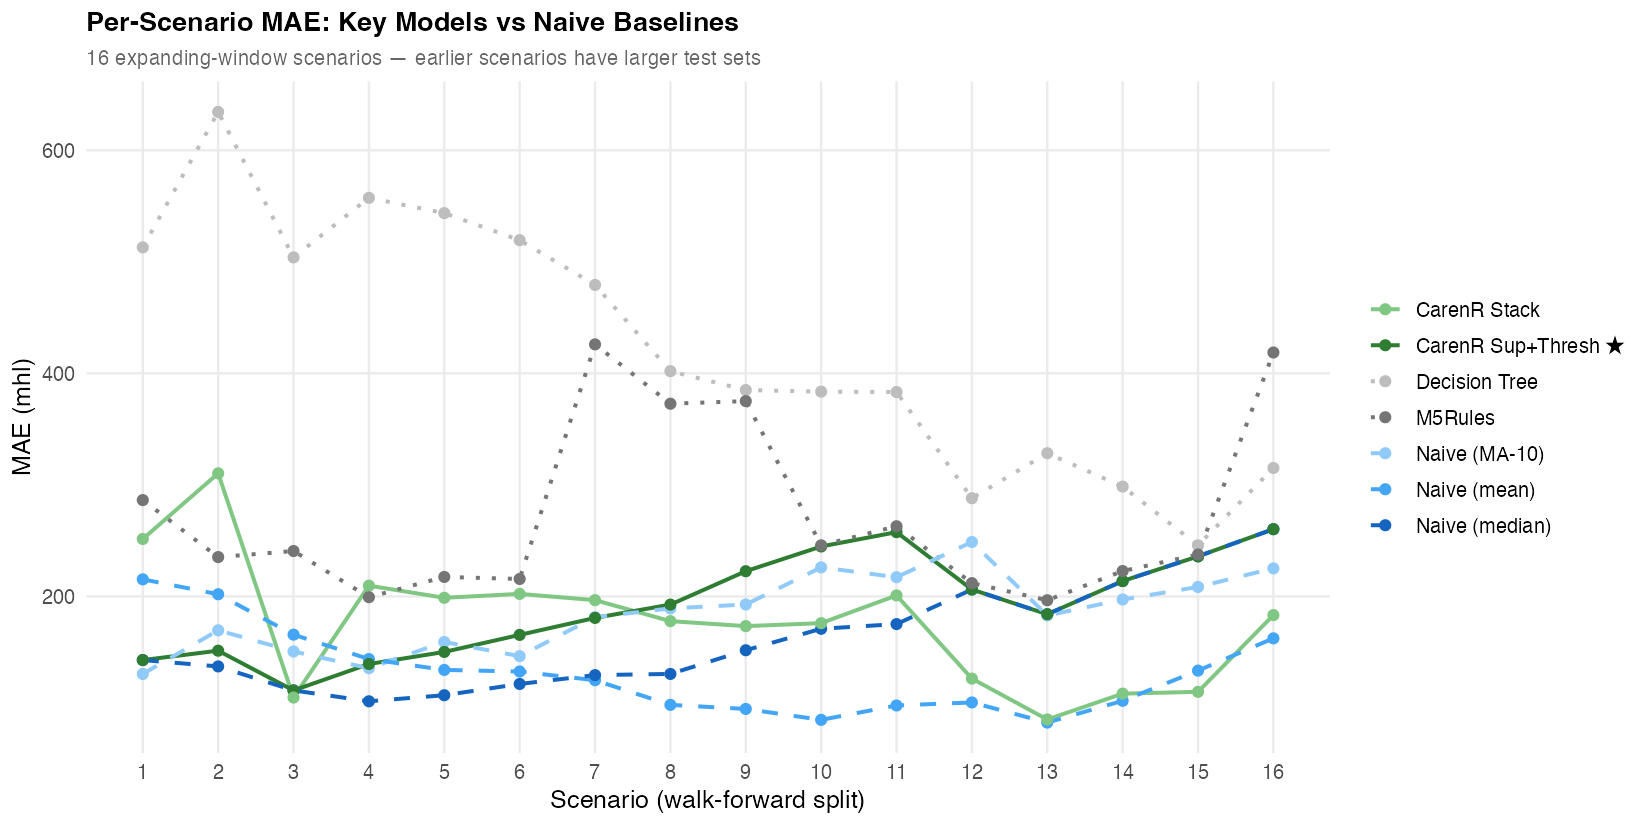 Per-Scenario MAE: Key Models vs Naive Baselines
16 expanding-window scenarios — earlier scenarios have larger test sets
600
400
200
MAE (mhl)
1 2 3 4 5 6 7 8 9 10 11 12 13 14 15 16
Scenario (walk-forward split)
CarenR Stack
CarenR Sup+Thresh ★
Decision Tree
M5Rules
Naive (MA-10)
Naive (mean)
Naive (median)